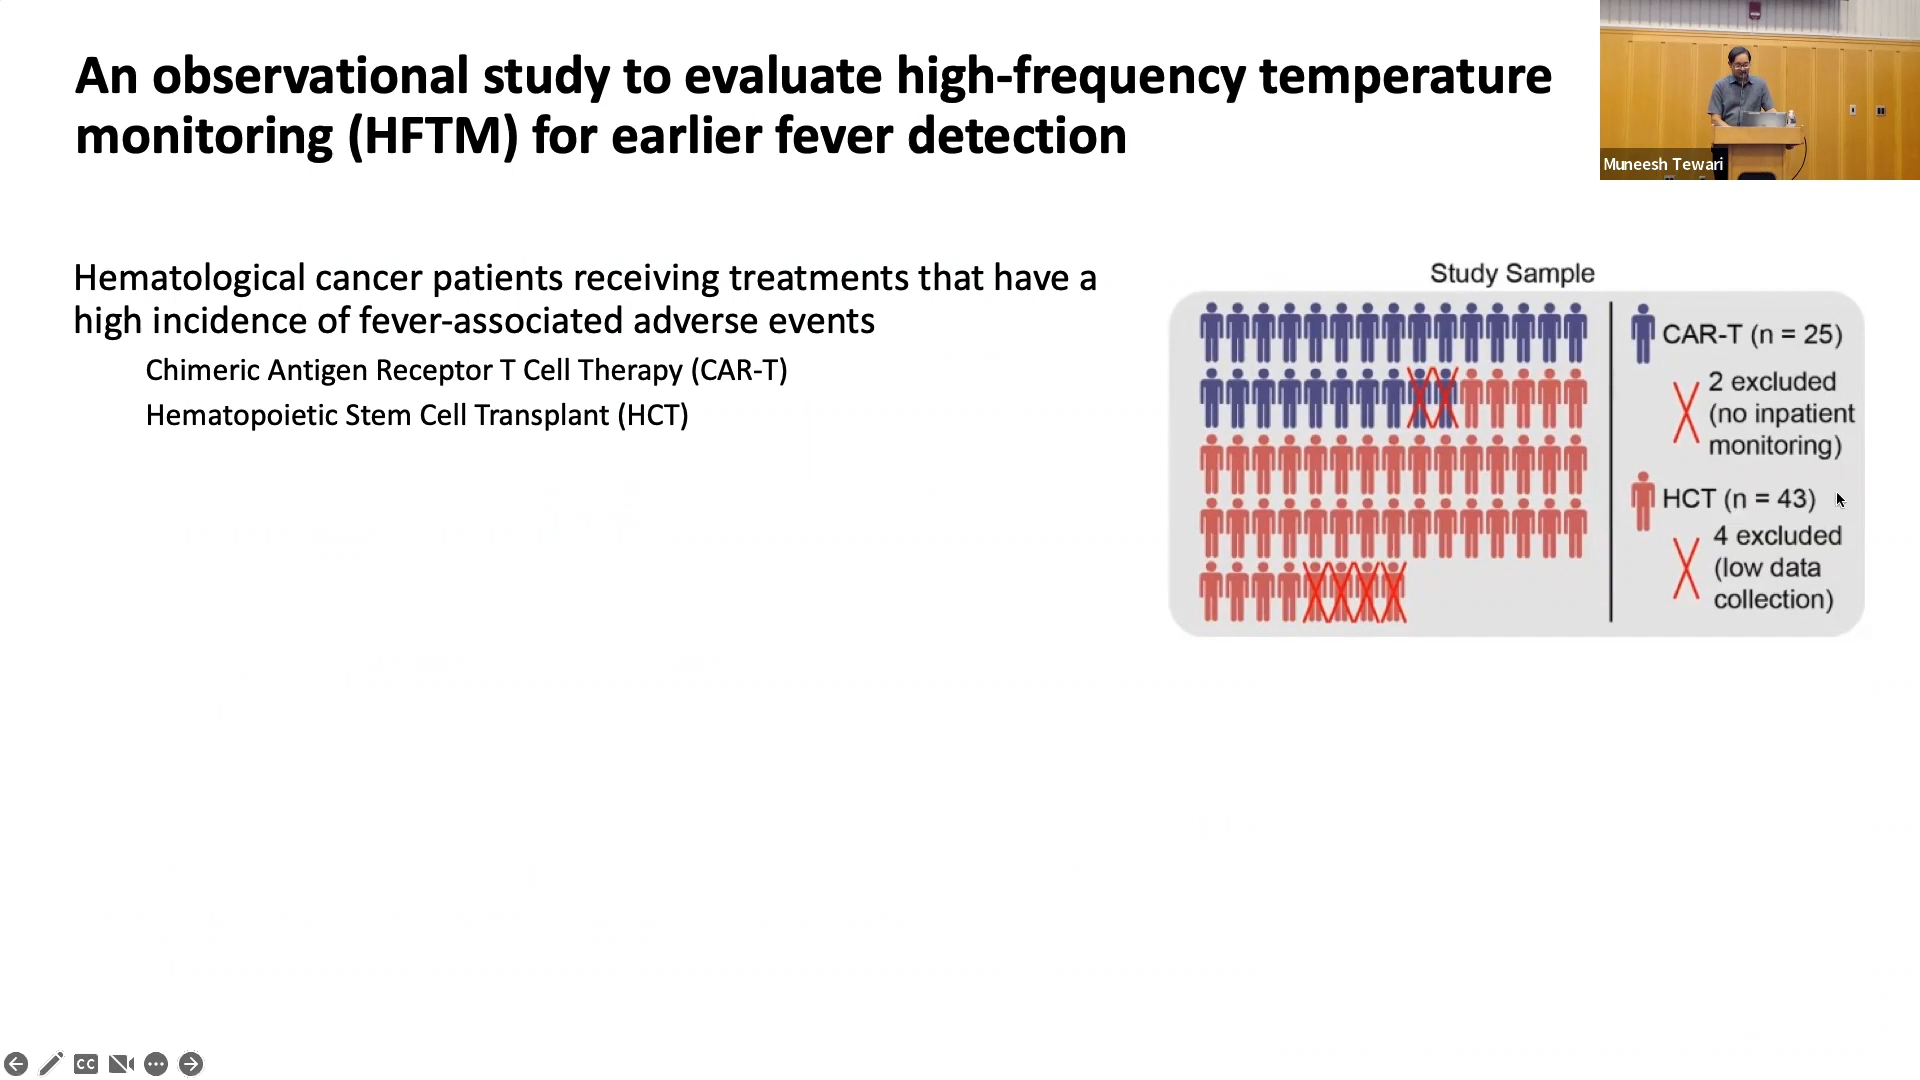 An observational study to evaluate high-frequency temperature
monitoring (HFTM) for earlier fever detection
Muneesh Tewari
Hematological cancer patients receiving treatments that have a
high incidence of fever-associated adverse events
Chimeric Antigen Receptor T Cell Therapy (CAR-T)
Hematopoietic Stem Cell Transplant (HCT)
Study Sample
CAR-T (n = 25)
2 excluded
(no inpatient
monitoring)
HCT (n = 43)
4 excluded
(low data
collection)
CC